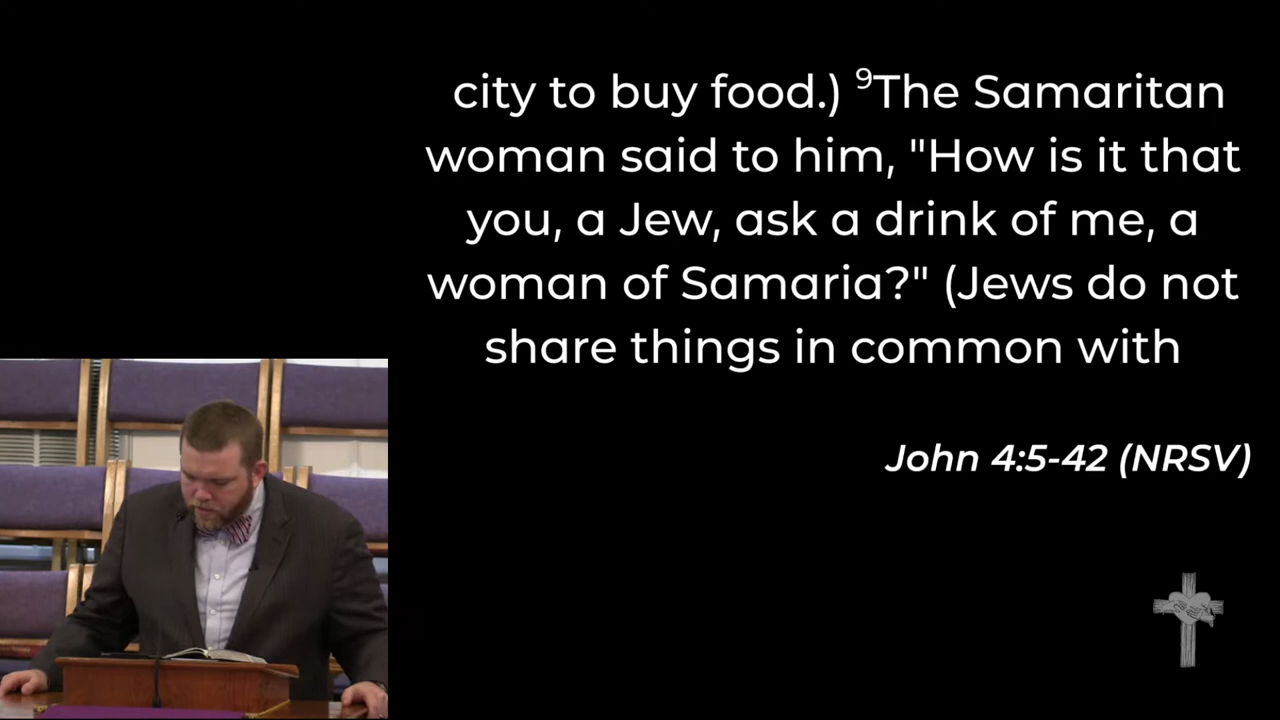 city to buy food.) ⁹The Samaritan
woman said to him, "How is it that
you, a Jew, ask a drink of me, a
woman of Samaria?" (Jews do not
share things in common with
John 4:5-42 (NRSV)